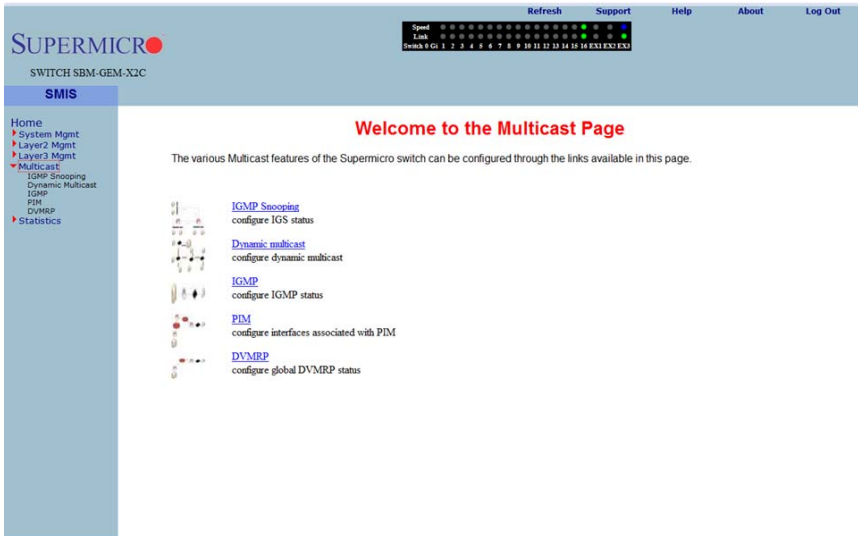 Refresh Support Help About Log Out
Speed
Link
Switch 0 Gi 1 2 3 4 5 6 7 8 9 10 11 12 13 14 15 16 EX1 EX2 EX3
SUPERMICRO
SWITCH SBM-GEM-X2C
SMIS
Home
System Mgmt
Layer2 Mgmt
Layer3 Mgmt
Multicast
IGMP Snooping
Dynamic Multicast
IGMP
PIM
DVMRP
Statistics
Welcome to the Multicast Page
The various Multicast features of the Supermicro switch can be configured through the links available in this page.
IGMP Snooping
configure IGS status
Dynamic multicast
configure dynamic multicast
IGMP
configure IGMP status
PIM
configure interfaces associated with PIM
DVMRP
configure global DVMRP status